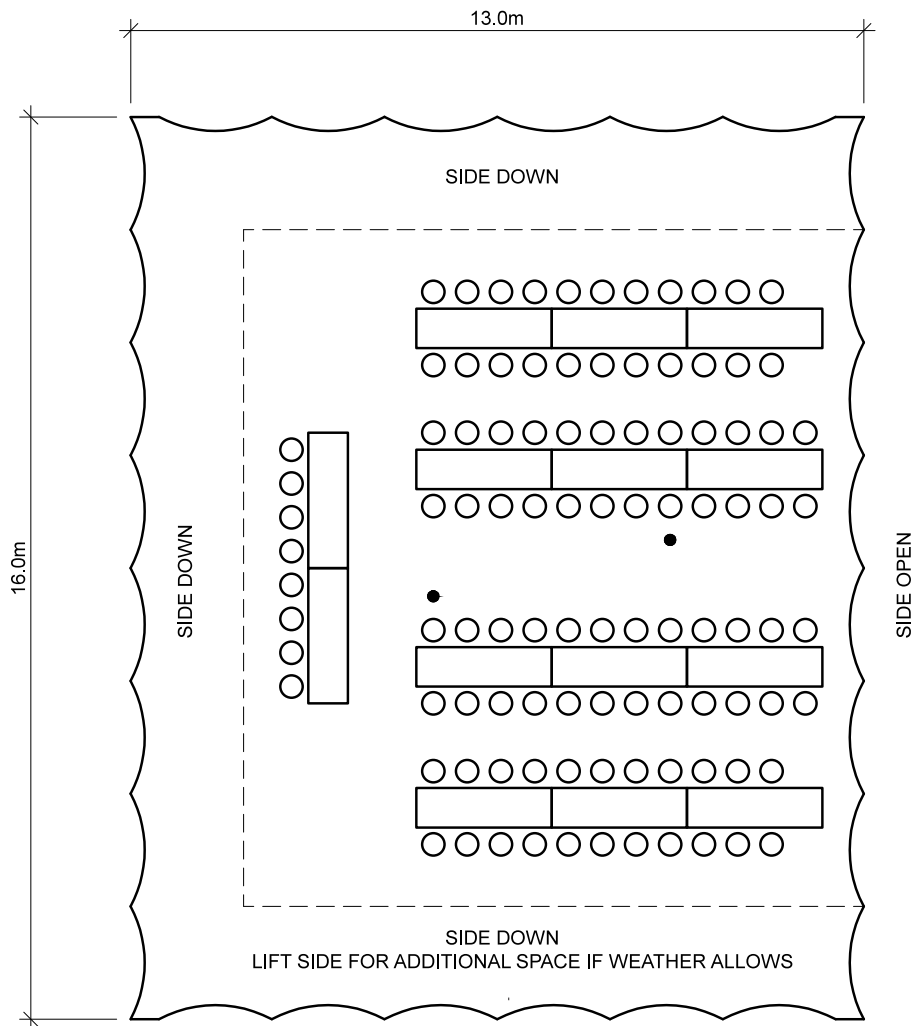 13.0m
SIDE DOWN
16.0m
SIDE DOWN
SIDE OPEN
SIDE DOWN
LIFT SIDE FOR ADDITIONAL SPACE IF WEATHER ALLOWS